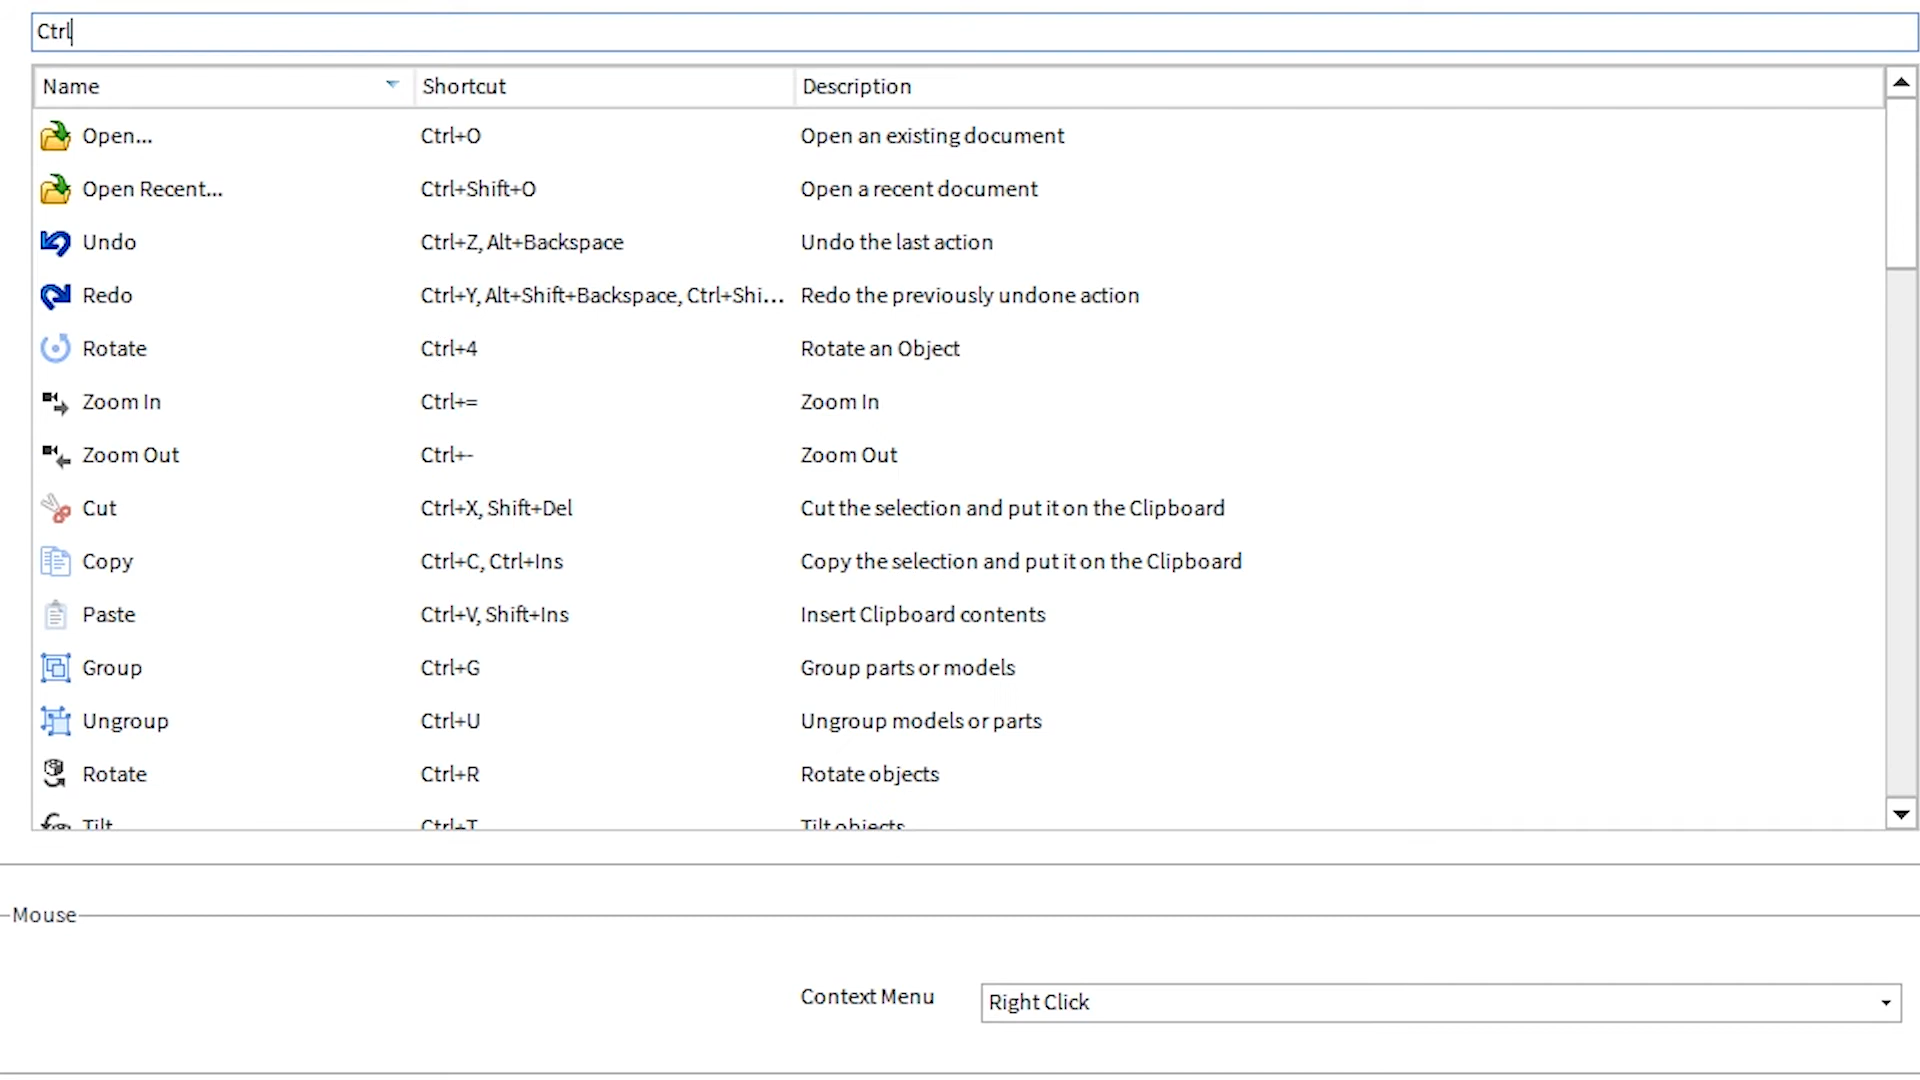 Ctrl
Name Shortcut Description
Open... Ctrl+O Open an existing document
Open Recent... Ctrl+Shift+O Open a recent document
Undo Ctrl+Z, Alt+Backspace Undo the last action
Redo Ctrl+Y, Alt+Shift+Backspace, Ctrl+Shi... Redo the previously undone action
Rotate Ctrl+4 Rotate an Object
Zoom In Ctrl+= Zoom In
Zoom Out Ctrl+- Zoom Out
Cut Ctrl+X, Shift+Del Cut the selection and put it on the Clipboard
Copy Ctrl+C, Ctrl+Ins Copy the selection and put it on the Clipboard
Paste Ctrl+V, Shift+Ins Insert Clipboard contents
Group Ctrl+G Group parts or models
Ungroup Ctrl+U Ungroup models or parts
Rotate Ctrl+R Rotate objects
Tilt Ctrl+T Tilt objects
Mouse
Context Menu Right Click